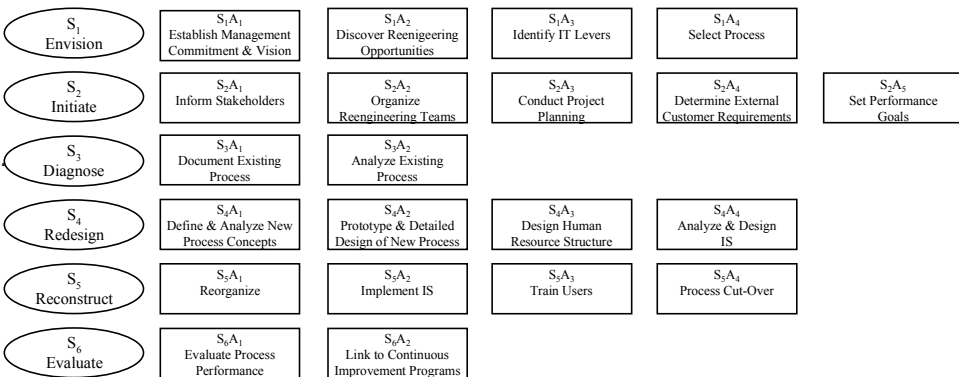 S₁
Envision
S₁A₁
Establish Management
Commitment & Vision
S₁A₂
Discover Reenigeering
Opportunities
S₁A₃
Identify IT Levers
S₁A₄
Select Process
S₂
Initiate
S₂A₁
Inform Stakeholders
S₂A₂
Organize
Reengineering Teams
S₂A₃
Conduct Project
Planning
S₂A₄
Determine External
Customer Requirements
S₂A₅
Set Performance
Goals
S₃
Diagnose
S₃A₁
Document Existing
Process
S₃A₂
Analyze Existing
Process
S₄
Redesign
S₄A₁
Define & Analyze New
Process Concepts
S₄A₂
Prototype & Detailed
Design of New Process
S₄A₃
Design Human
Resource Structure
S₄A₄
Analyze & Design
IS
S₅
Reconstruct
S₅A₁
Reorganize
S₅A₂
Implement IS
S₅A₃
Train Users
S₅A₄
Process Cut-Over
S₆
Evaluate
S₆A₁
Evaluate Process
Performance
S₆A₂
Link to Continuous
Improvement Programs